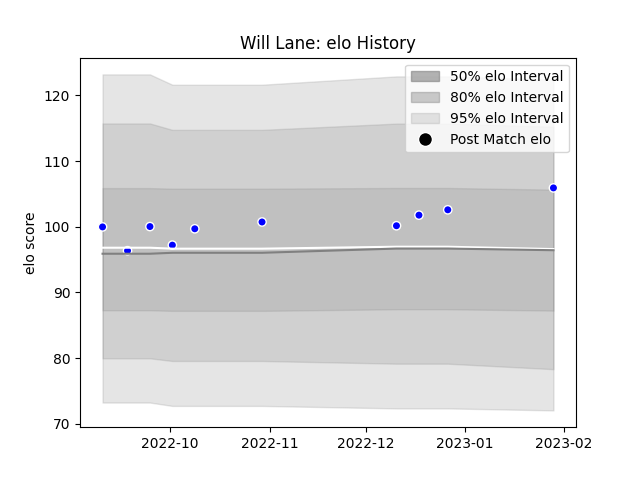 Will Lane: elo History
50% elo Interval
80% elo Interval
95% elo Interval
Post Match elo
elo score
120
110
100
90
80
70
2022-10
2022-11
2022-12
2023-01
2023-02